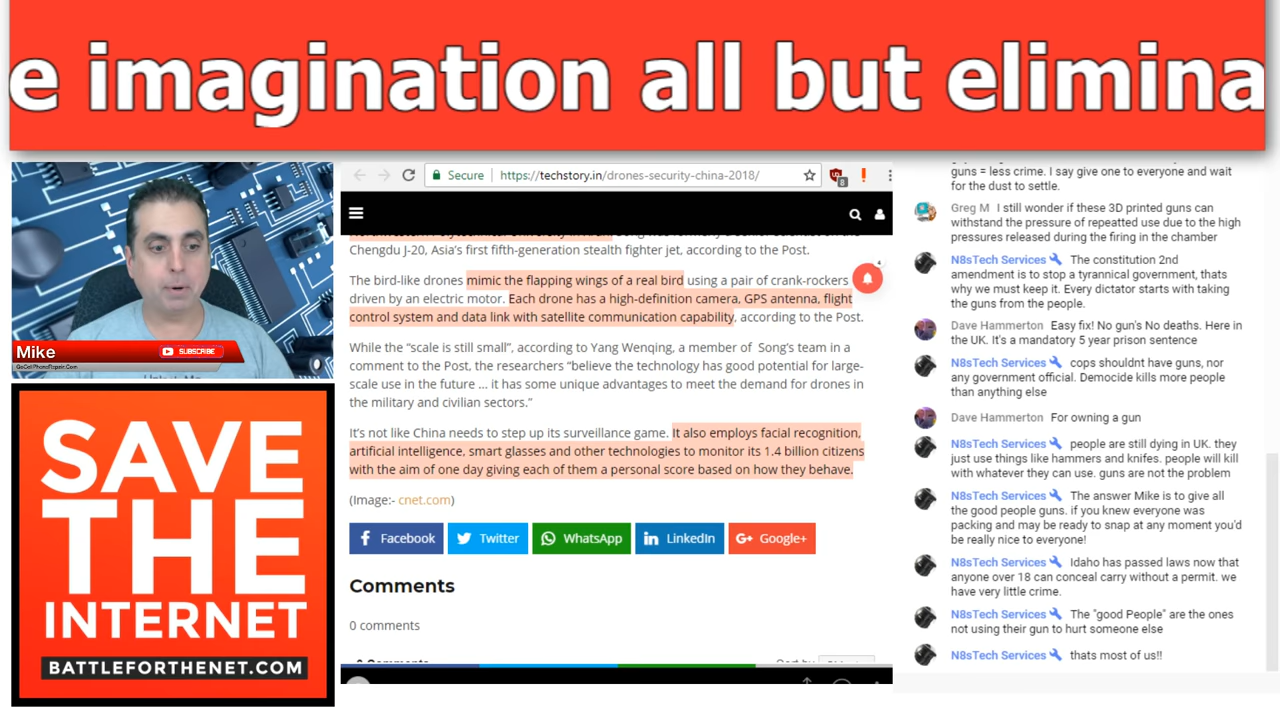 e imagination all but elimina
Mike
SUBSCRIBE
GoCellPhoneRepair.Com
SAVE
THE
INTERNET
BATTLEFORTHENET.COM
Secure
https://techstory.in/drones-security-china-2018/
8
Chengdu J-20, Asia’s first fifth-generation stealth fighter jet, according to the Post.
4
The bird-like drones mimic the flapping wings of a real bird using a pair of crank-rockers
driven by an electric motor. Each drone has a high-definition camera, GPS antenna, flight
control system and data link with satellite communication capability, according to the Post.
While the “scale is still small”, according to Yang Wenqing, a member of Song’s team in a
comment to the Post, the researchers “believe the technology has good potential for large-
scale use in the future … it has some unique advantages to meet the demand for drones in
the military and civilian sectors.”
It’s not like China needs to step up its surveillance game. It also employs facial recognition,
artificial intelligence, smart glasses and other technologies to monitor its 1.4 billion citizens
with the aim of one day giving each of them a personal score based on how they behave.
(Image:- cnet.com)
Facebook
Twitter
WhatsApp
LinkedIn
Google+
Comments
0 comments
guns = less crime. I say give one to everyone and wait
for the dust to settle.
Greg M I still wonder if these 3D printed guns can
withstand the pressure of repeatted use due to the high
pressures released during the firing in the chamber
N8sTech Services The constitution 2nd
amendment is to stop a tyrannical government, thats
why we must keep it. Every dictator starts with taking
the guns from the people.
Dave Hammerton Easy fix! No gun's No deaths. Here in
the UK. It's a mandatory 5 year prison sentence
N8sTech Services cops shouldnt have guns, nor
any government official. Democide kills more people
than anything else
Dave Hammerton For owning a gun
N8sTech Services people are still dying in UK. they
just use things like hammers and knifes. people will kill
with whatever they can use. guns are not the problem
N8sTech Services The answer Mike is to give all
the good people guns. if you knew everyone was
packing and may be ready to snap at any moment you'd
be really nice to everyone!
N8sTech Services Idaho has passed laws now that
anyone over 18 can conceal carry without a permit. we
have very little crime.
N8sTech Services The "good People" are the ones
not using their gun to hurt someone else
N8sTech Services thats most of us!!